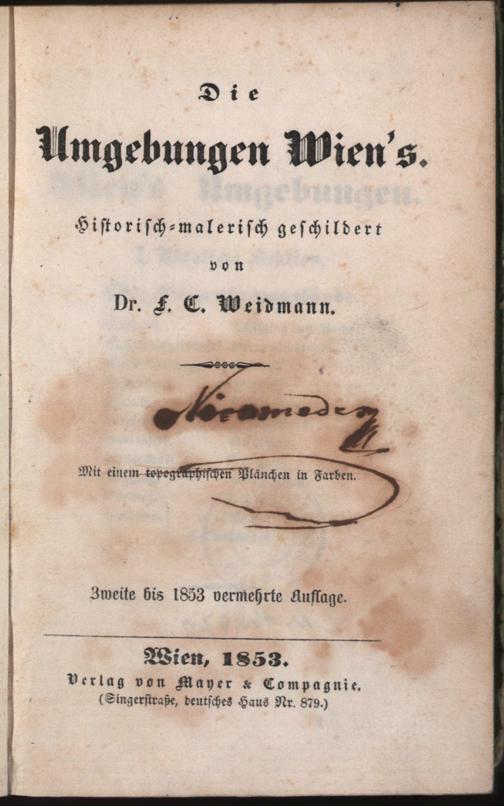 Die
Umgebungen Wien's.
Historisch-malerisch geschildert
von
Dr. F. C. Weidmann.
Mit einem topographischen Plänchen in Farben.
Zweite bis 1853 vermehrte Auflage.
Wien, 1853.
Verlag von Mayer & Compagnie.
(Singerstraße, deutsches Haus Nr. 879.)